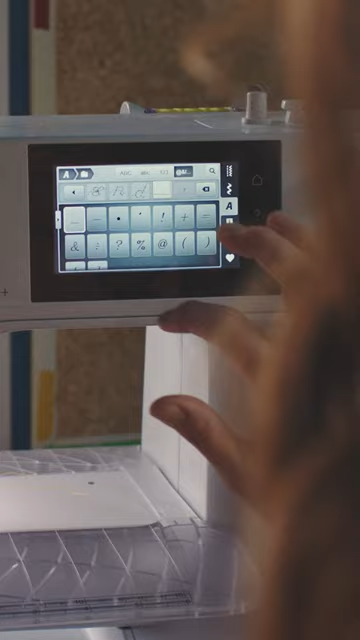 A
ABC abc 123 @&!..
_ – • · ! + =
& ÷ ? % @ ( )
A